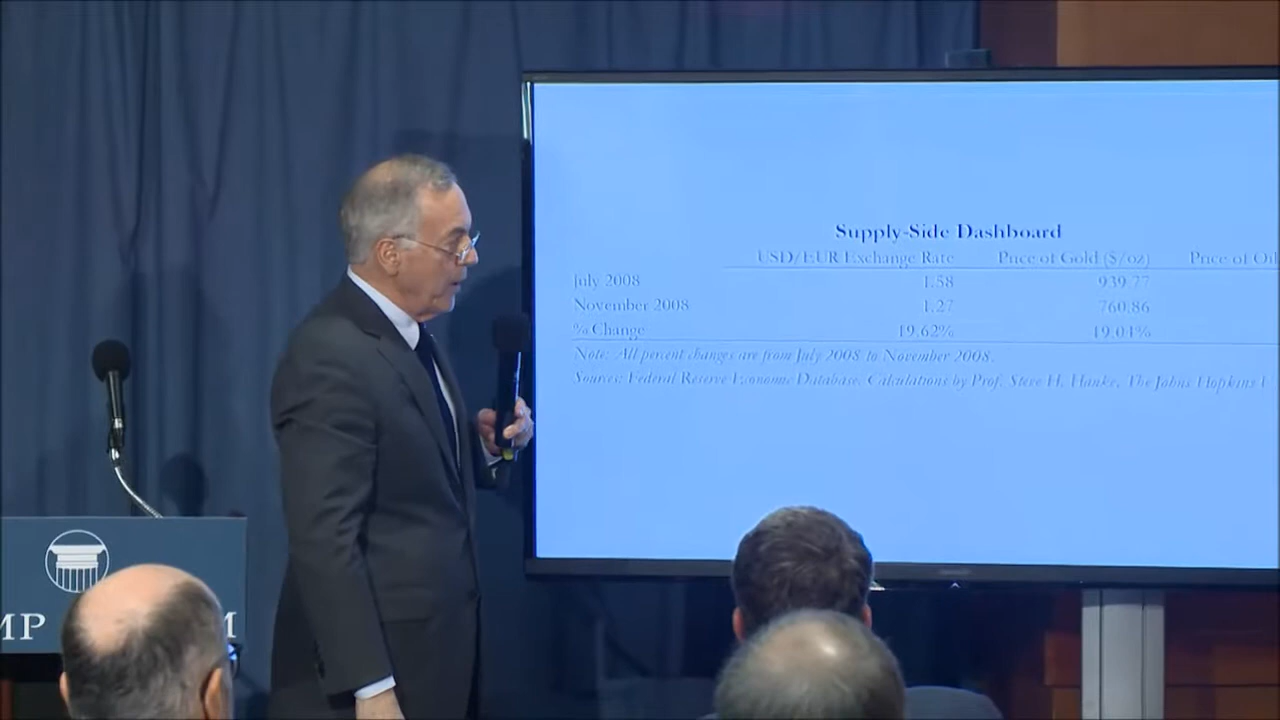 Supply-Side Dashboard
USD/EUR Exchange Rate Price of Gold ($/oz) Price of Oil
July 2008 1.58 939.77
November 2008 1.27 760.86
% Change 19.62% 19.04%
Note: All percent changes are from July 2008 to November 2008.
Sources: Federal Reserve Economic Database. Calculations by Prof. Steve H. Hanke, The Johns Hopkins U
MP M